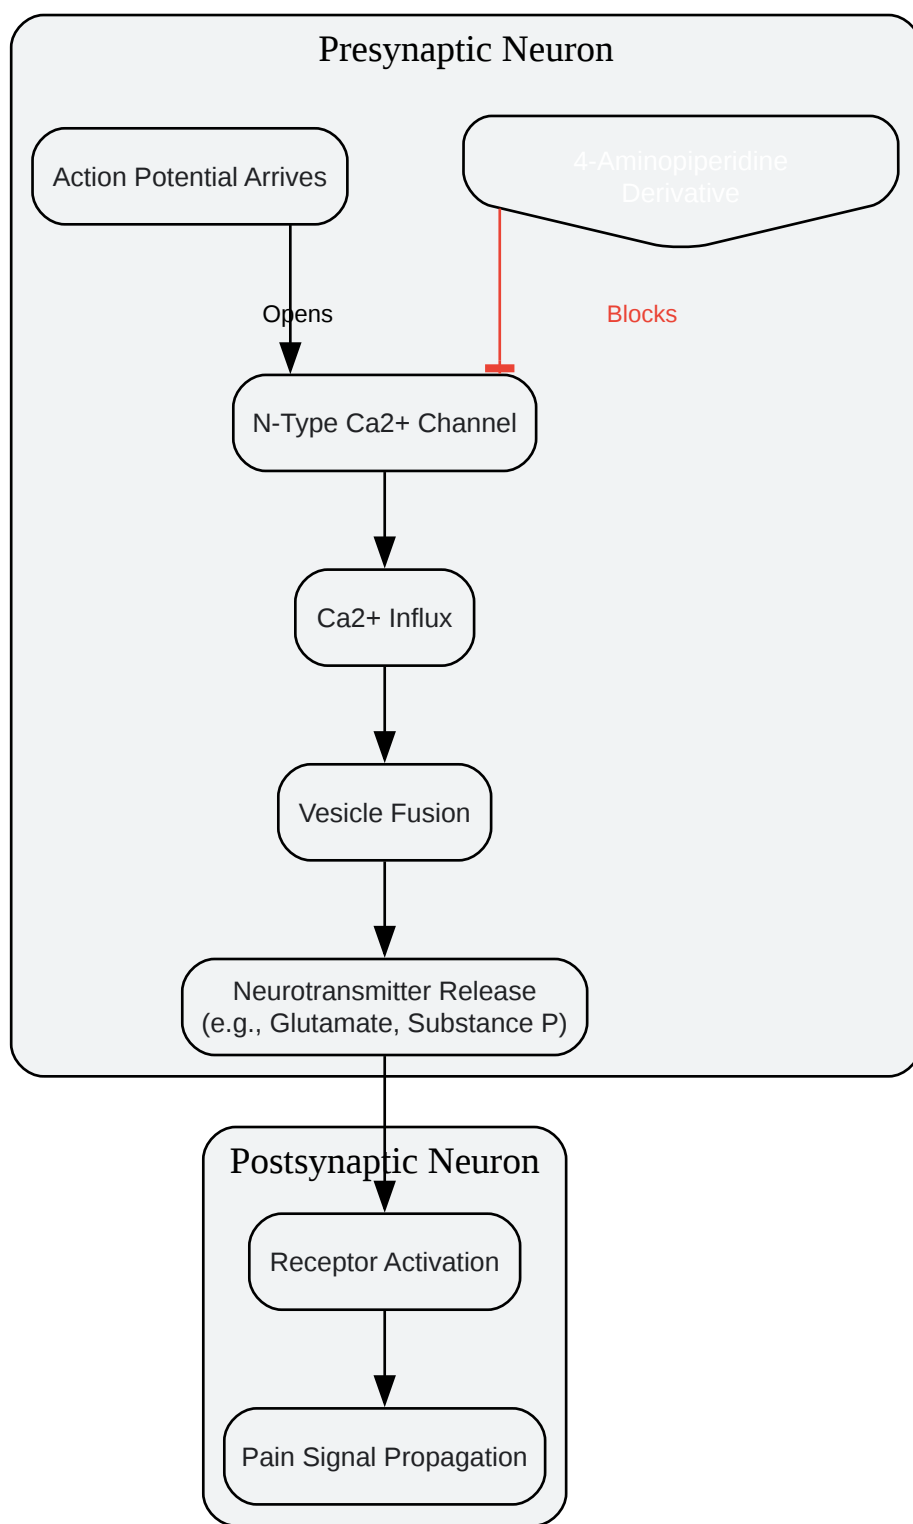 Presynaptic Neuron
Action Potential Arrives
4-Aminopiperidine
Derivative
Opens
Blocks
N-Type Ca2+ Channel
Ca2+ Influx
Vesicle Fusion
Neurotransmitter Release
(e.g., Glutamate, Substance P)
Postsynaptic Neuron
Receptor Activation
Pain Signal Propagation